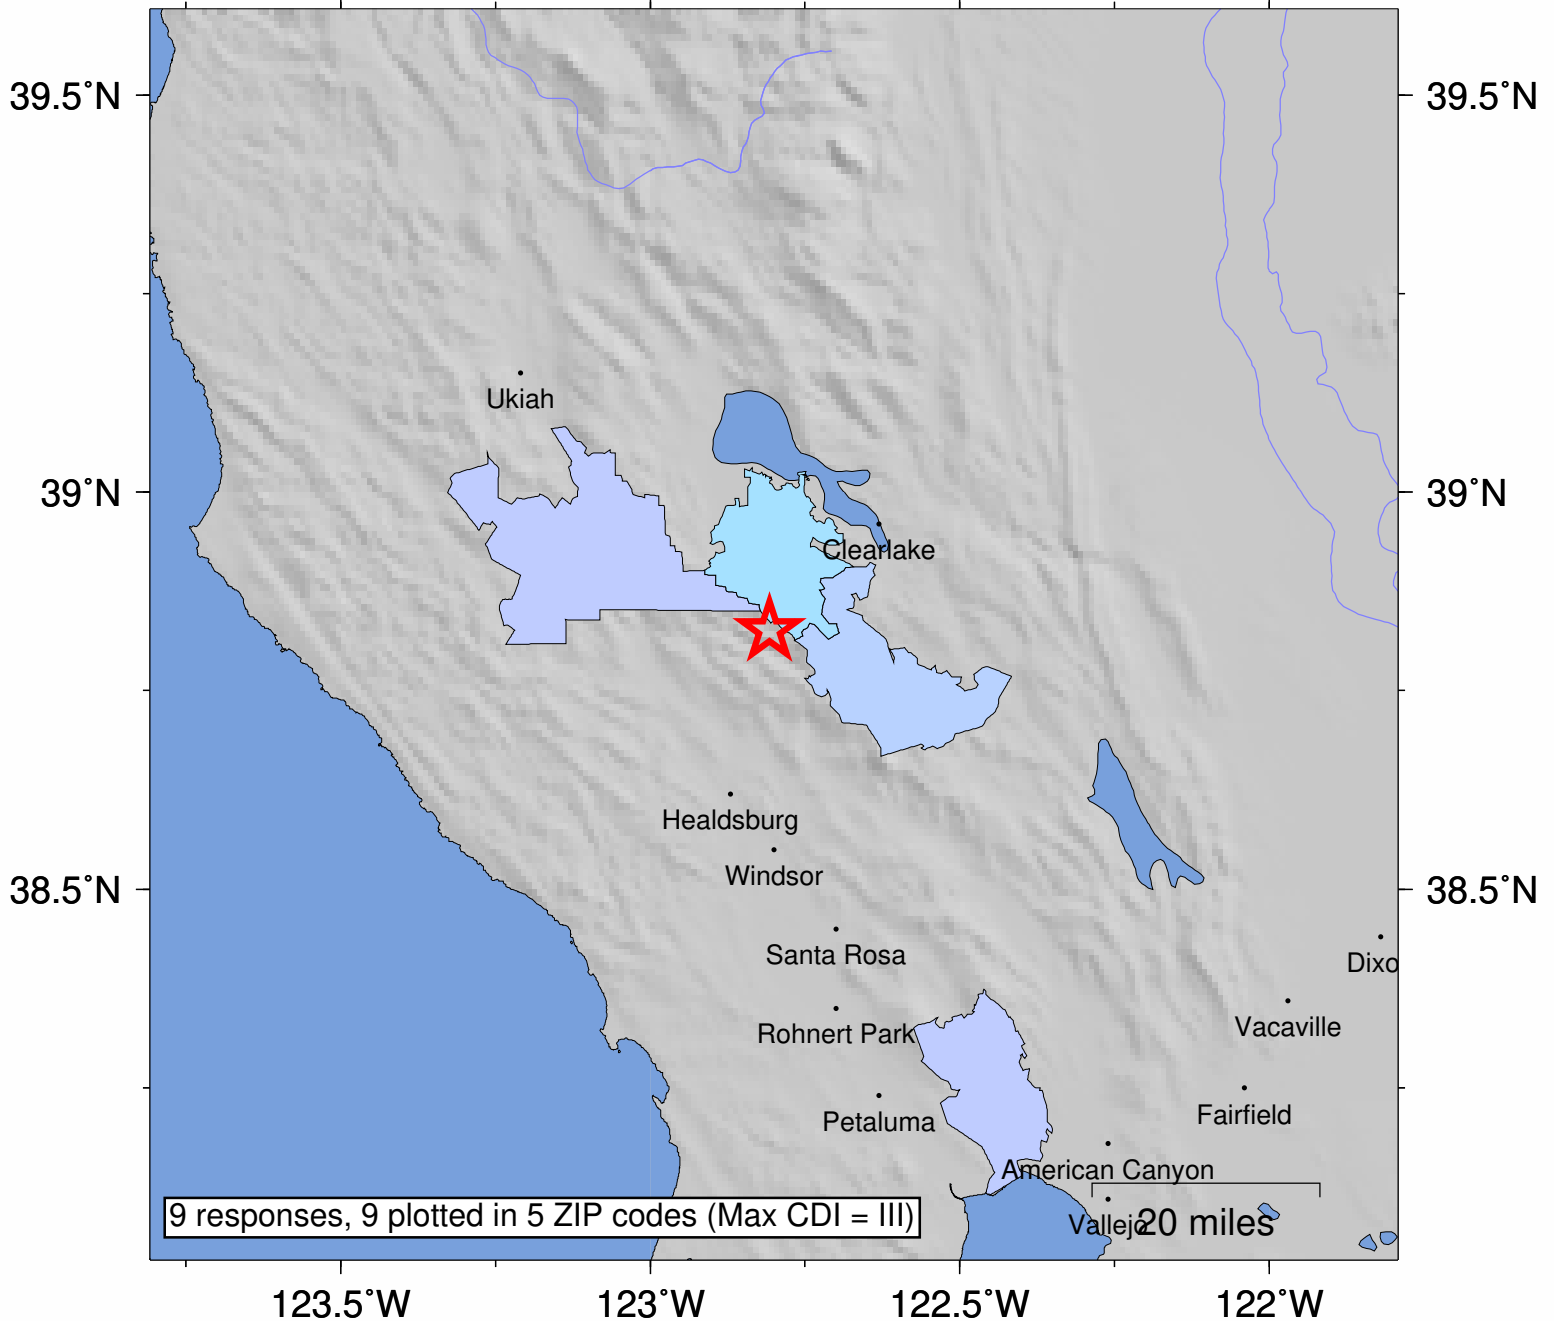 39.5˚N
39.5˚N
Ukiah
39˚N
39˚N
Clearlake
Healdsburg
Windsor
38.5˚N
38.5˚N
Santa Rosa
Dixo
Rohnert Park
Vacaville
Petaluma
Fairfield
American Canyon
9 responses, 9 plotted in 5 ZIP codes (Max CDI = III)
Vallejo
20 miles
123.5˚W
123˚W
122.5˚W
122˚W